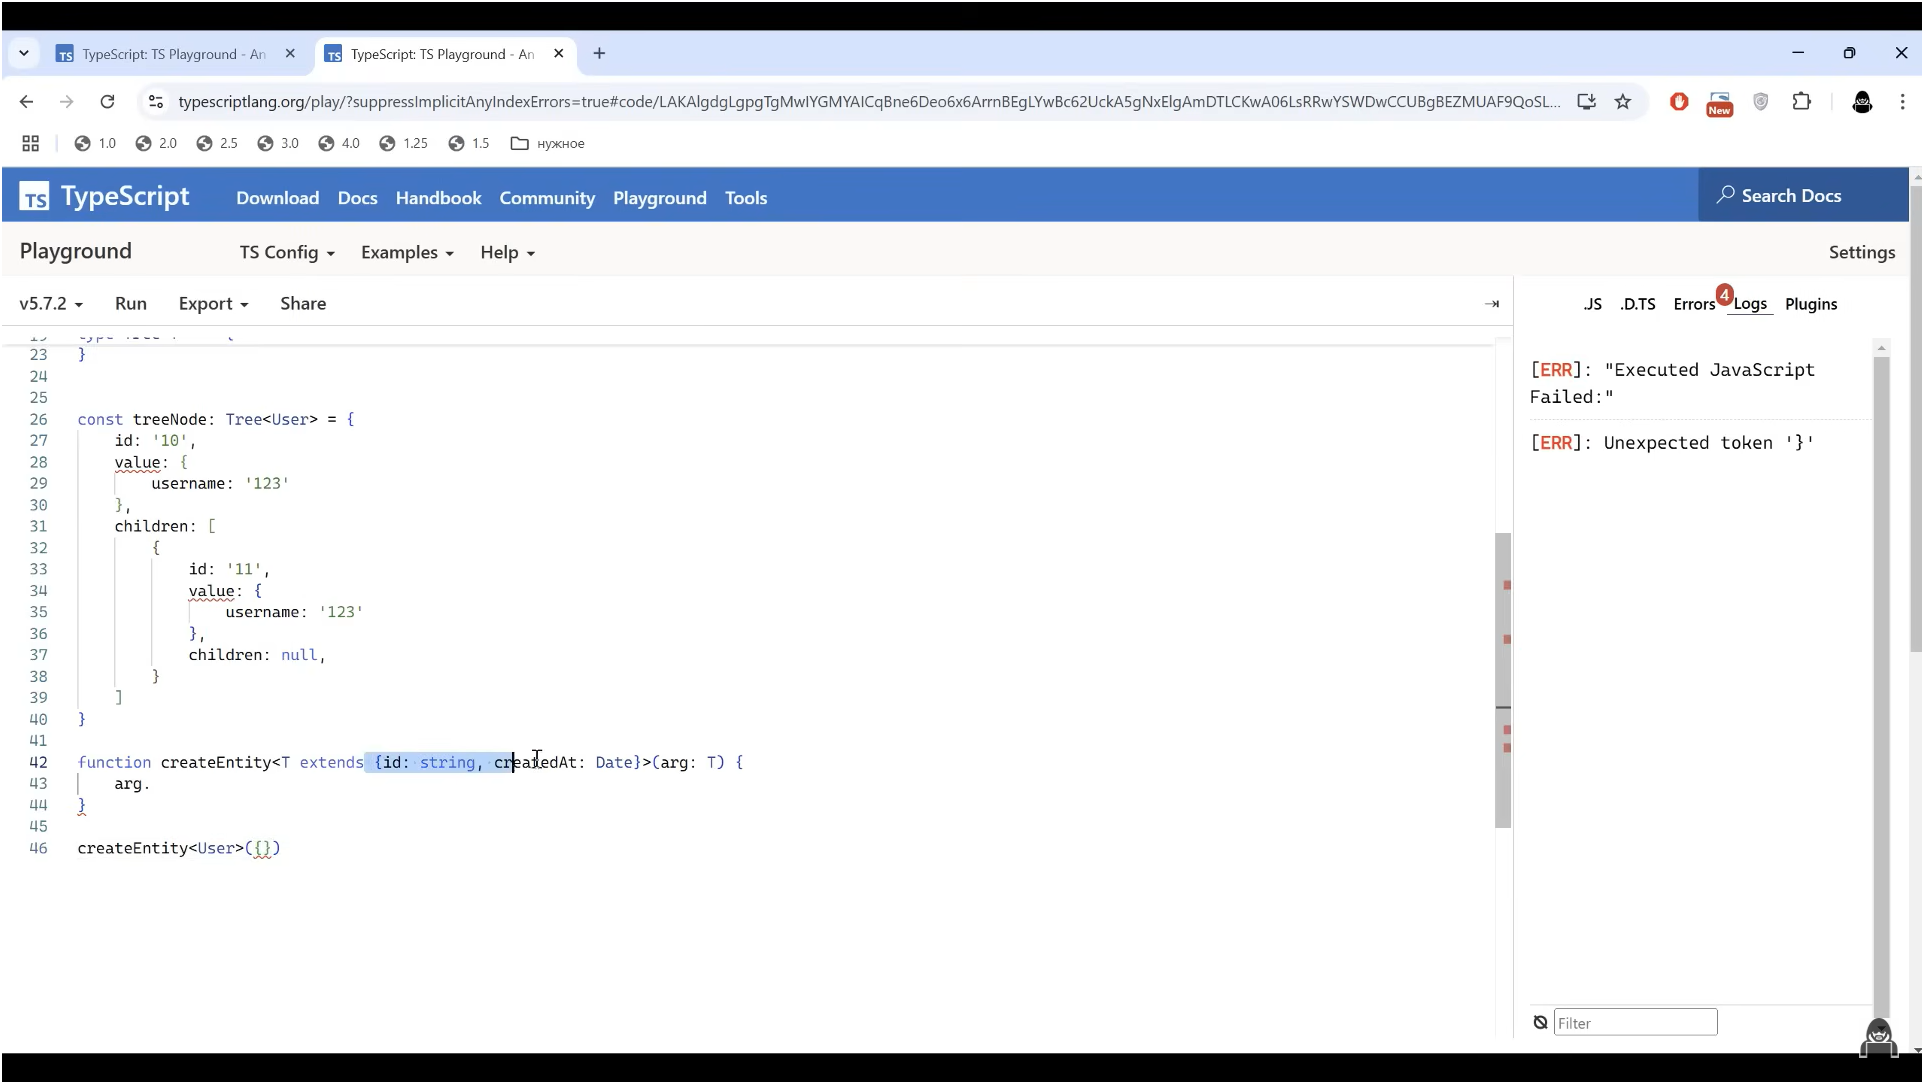 TypeScript: TS Playground - An
TypeScript: TS Playground - An
typescriptlang.org/play/?suppressImplicitAnyIndexErrors=true#code/LAKAlgdgLgpgTgMwIYGMYAICqBne6Deo6x6ArrnBEgLYwBc62UckA5gNxElgAmDTLCKwA06LsRRwYSWDwCCUBgBEZMUAF9QoSL...
New
1.0
2.0
2.5
3.0
4.0
1.25
1.5
нужное
TS TypeScript
Download
Docs
Handbook
Community
Playground
Tools
Search Docs
Playground
TS Config
Examples
Help
Settings
v5.7.2
Run
Export
Share
.JS
.D.TS
Errors
4
Logs
Plugins
23 }
24
25
26 const treeNode: Tree<User> = {
27 id: '10',
28 value: {
29 username: '123'
30 },
31 children: [
32 {
33 id: '11',
34 value: {
35 username: '123'
36 },
37 children: null,
38 }
39 ]
40 }
41
42 function createEntity<T extends {id: string, createdAt: Date}>(arg: T) {
43 arg.
44 }
45
46 createEntity<User>({})
[ERR]: "Executed JavaScript
Failed:"
[ERR]: Unexpected token '}'
Filter